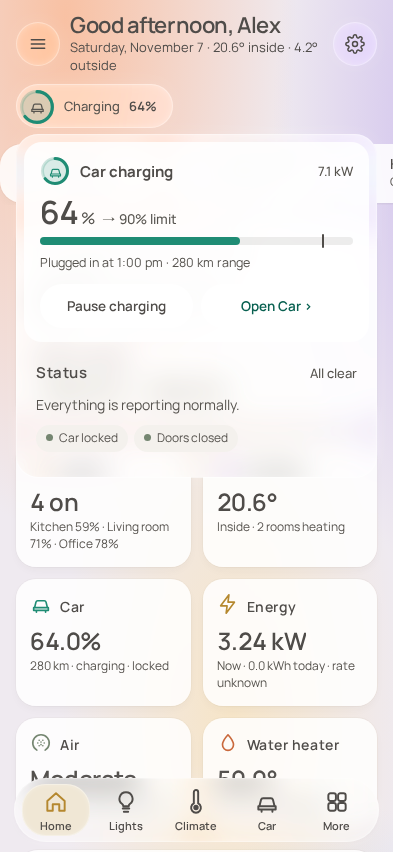 Good afternoon, Alex
Saturday, November 7 · 20.6° inside · 4.2°
outside
Charging 64%
Car charging 7.1 kW
64% → 90% limit
Plugged in at 1:00 pm · 280 km range
Pause charging Open Car ›
Status All clear
Everything is reporting normally.
Car locked Doors closed
4 on 20.6°
Kitchen 59% · Living room
71% · Office 78%
Inside · 2 rooms heating
Car Energy
64.0% 3.24 kW
280 km · charging · locked
Now · 0.0 kWh today · rate
unknown
Air Water heater
Moderate
Home Lights Climate Car More